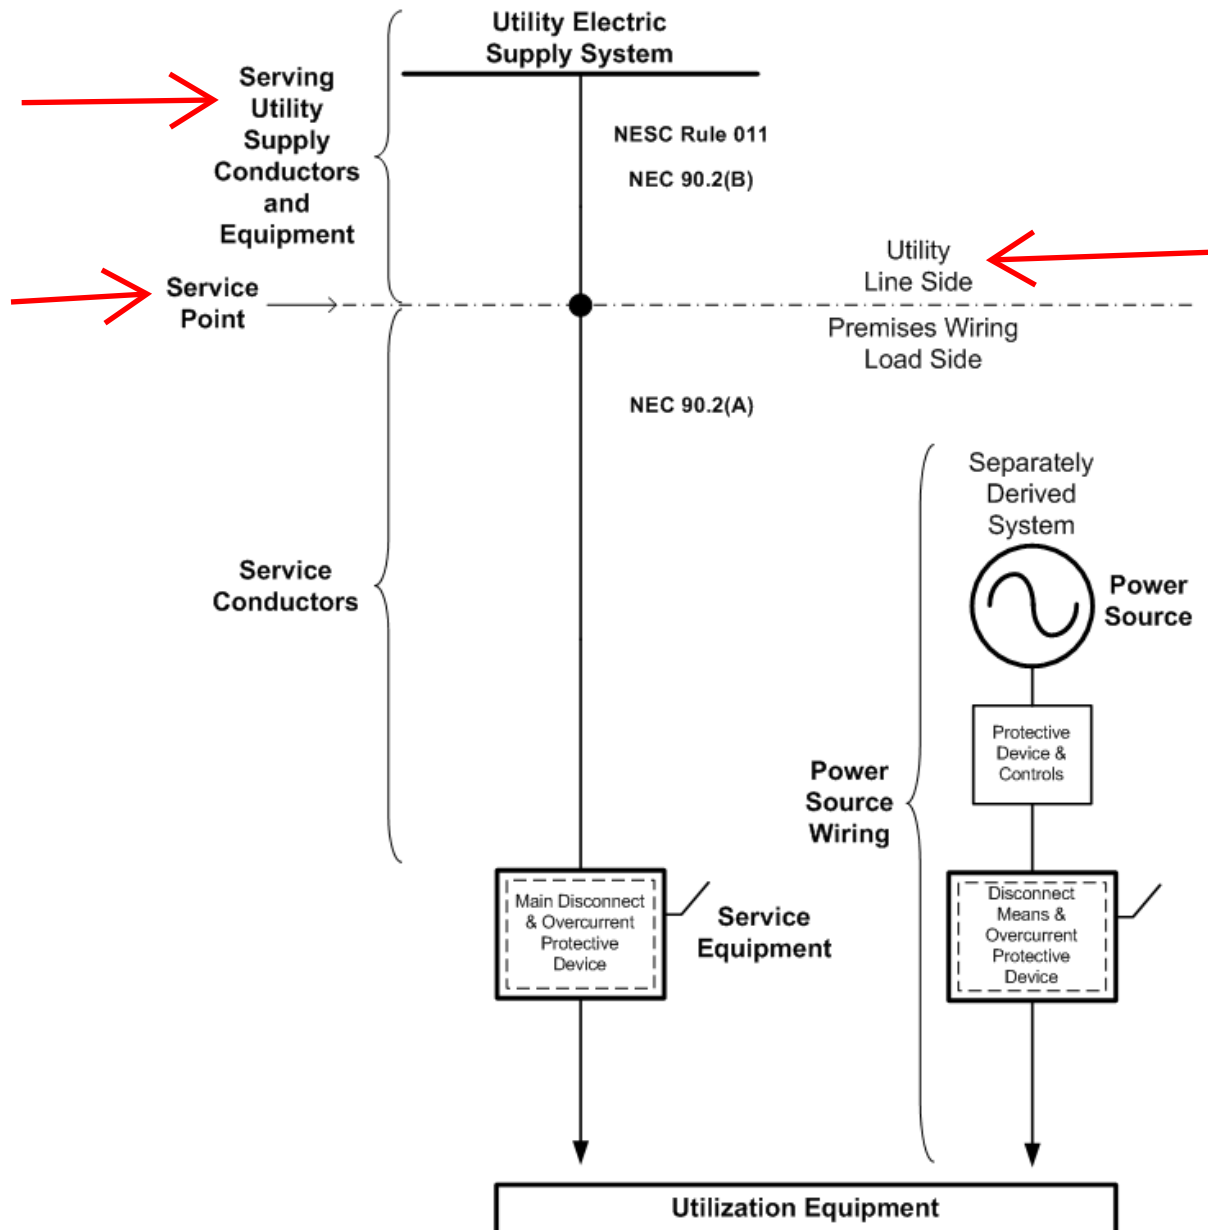 Utility Electric
Supply System
Serving
Utility
Supply
Conductors
and
Equipment
NESC Rule 011
NEC 90.2(B)
Utility
Line Side
Service
Point
Premises Wiring
Load Side
NEC 90.2(A)
Separately
Derived
System
Power
Source
Service
Conductors
Protective
Device &
Controls
Power
Source
Wiring
Main Disconnect
& Overcurrent
Protective
Device
Service
Equipment
Disconnect
Means &
Overcurrent
Protective
Device
Utilization Equipment